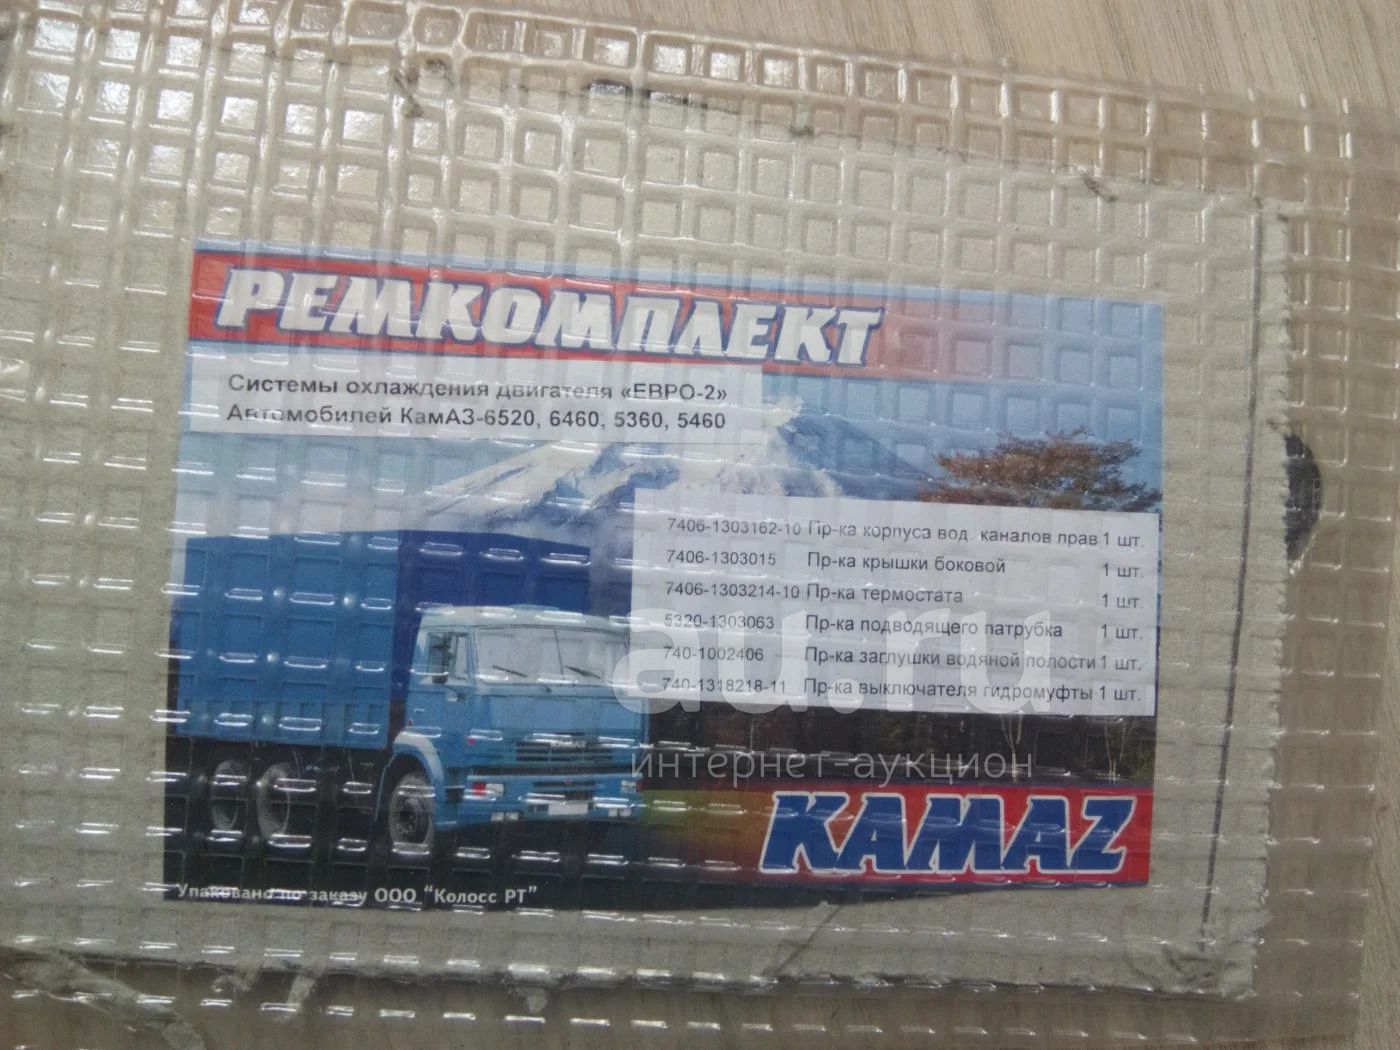 РЕМКОМПЛЕКТ
Системы охлаждения двигателя «ЕВРО-2»
Автомобилей КамАЗ-6520, 6460, 5360, 5460
7406-1303162-10 Пр-ка корпуса вод. каналов прав 1 шт.
7406-1303015 Пр-ка крышки боковой 1 шт.
7406-1303214-10 Пр-ка термостата 1 шт.
5320-1303063 Пр-ка подводящего патрубка 1 шт.
740-1002406 Пр-ка заглушки водяной полости 1 шт.
740-1318218-11 Пр-ка выключателя гидромуфты 1 шт.
au.ru
интернет-аукцион
KAMAZ
Упаковано по заказу ООО "Колосс РТ"